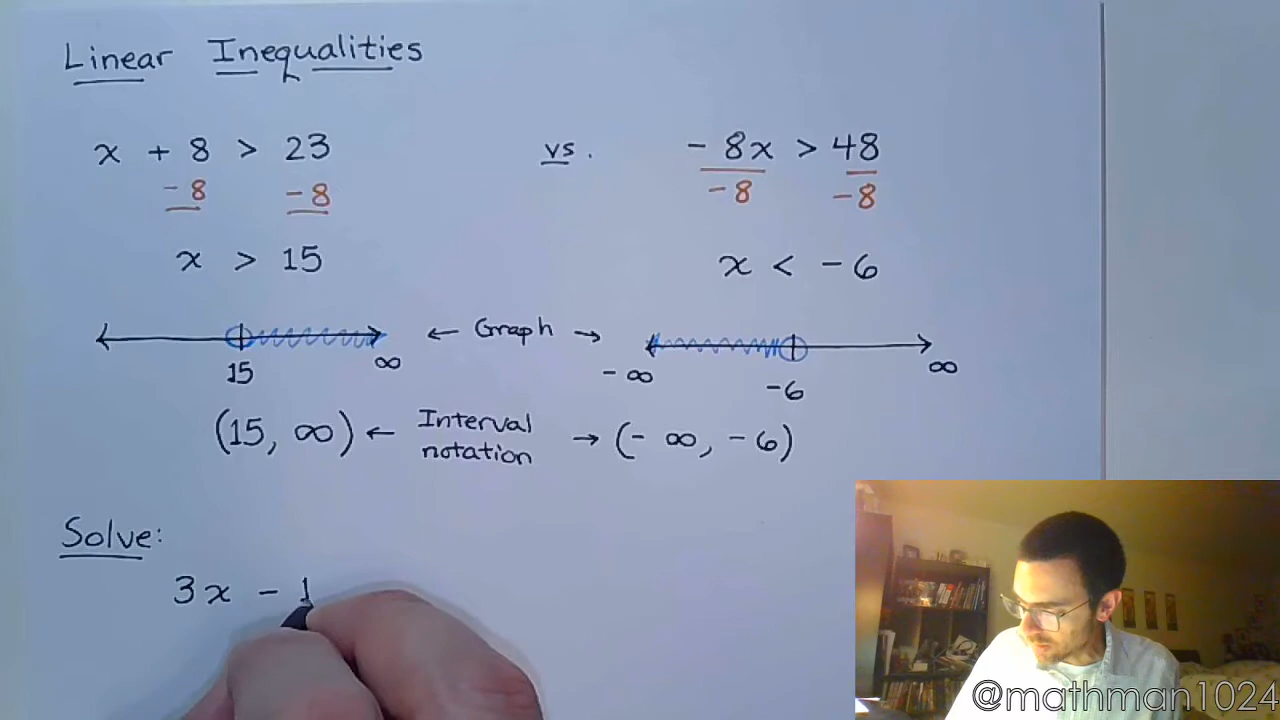 Linear Inequalities
x + 8 > 23 vs. - 8x > 48
-8 -8 -8 -8
x > 15 x < -6
← Graph →
15 ∞ -∞ -6 ∞
(15, ∞) ← Interval notation → (-∞, -6)
Solve:
3x - 1
@mathman1024